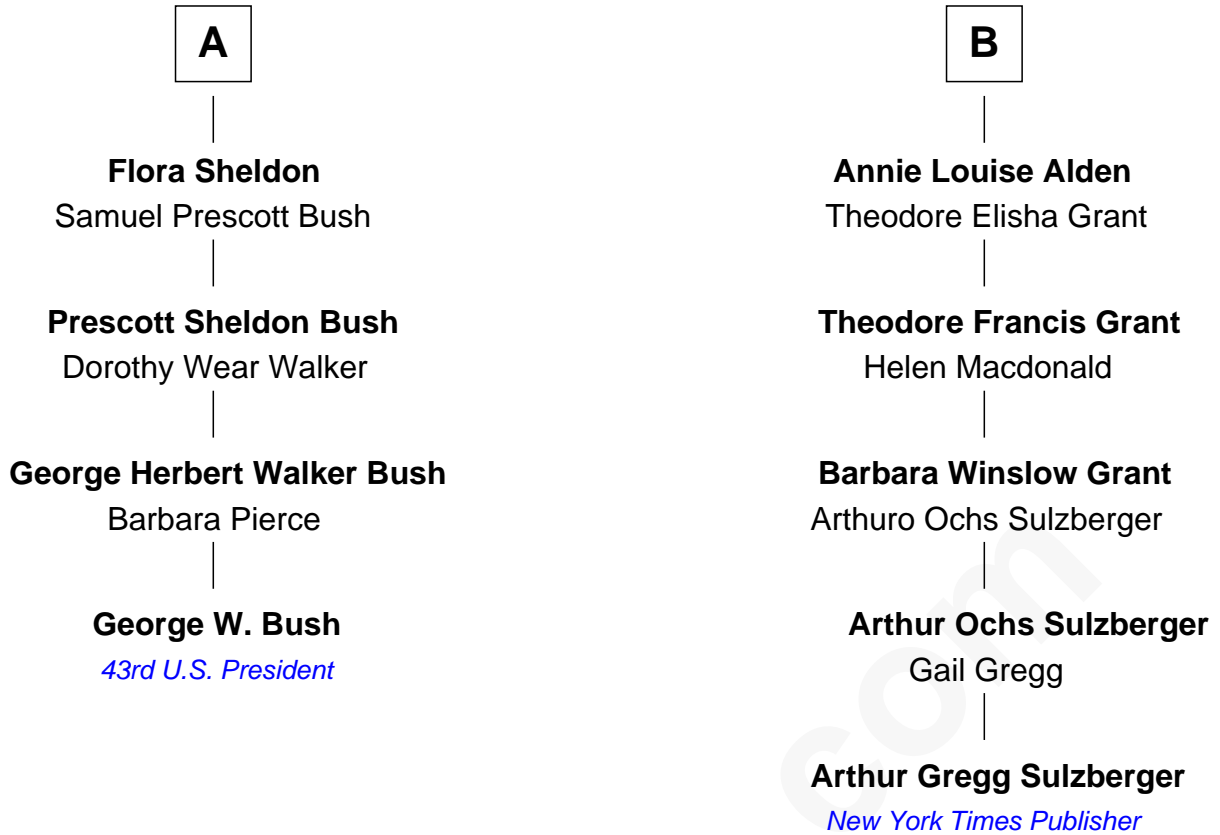 A
Flora Sheldon
Samuel Prescott Bush
Prescott Sheldon Bush
Dorothy Wear Walker
George Herbert Walker Bush
Barbara Pierce
George W. Bush
43rd U.S. President
B
Annie Louise Alden
Theodore Elisha Grant
Theodore Francis Grant
Helen Macdonald
Barbara Winslow Grant
Arthuro Ochs Sulzberger
Arthur Ochs Sulzberger
Gail Gregg
Arthur Gregg Sulzberger
New York Times Publisher
com